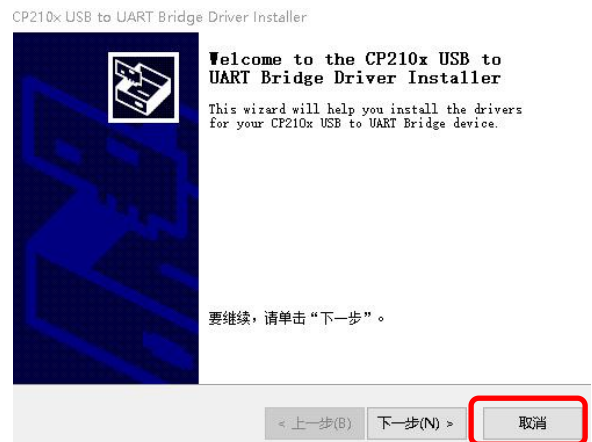 CP210x USB to UART Bridge Driver Installer
Welcome to the CP210x USB to
UART Bridge Driver Installer
This wizard will help you install the drivers
for your CP210x USB to UART Bridge device.
要继续，请单击“下一步”。
< 上一步(B) 下一步(N) > 取消